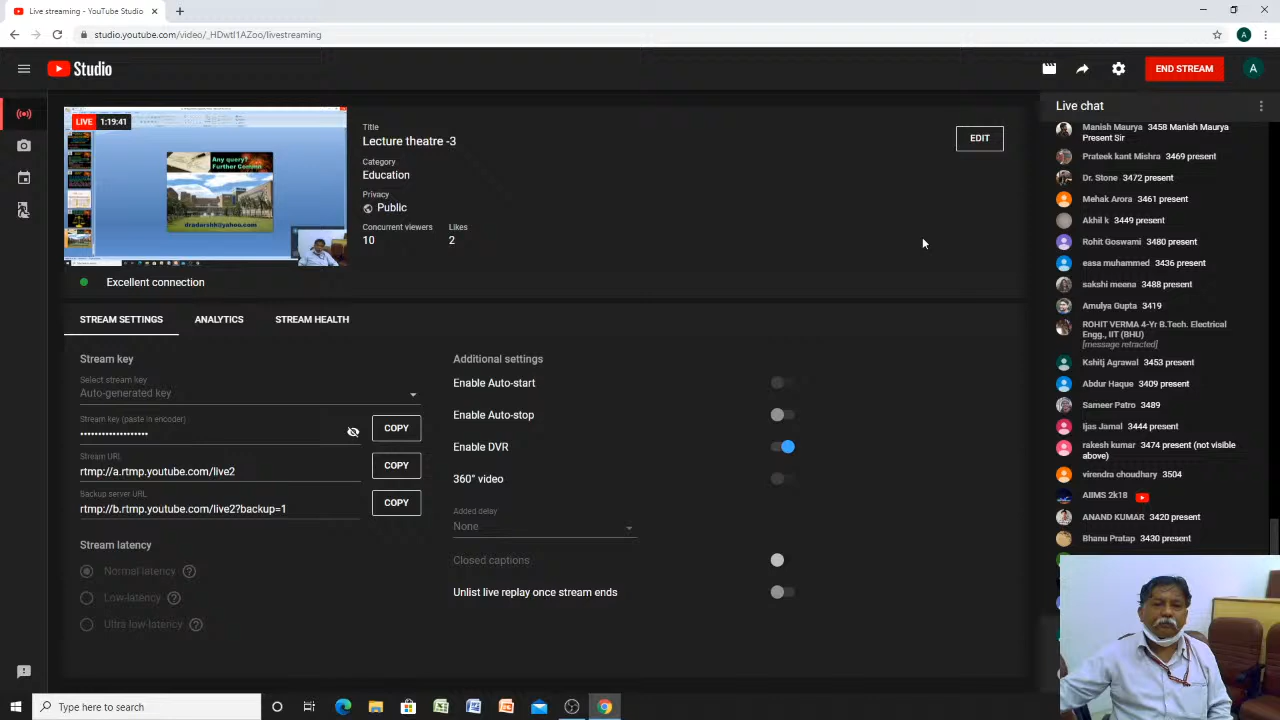 Live streaming - YouTube Studio
studio.youtube.com/video/_HDwtI1AZoo/livestreaming
A
Studio
END STREAM
A
LIVE 1:19:41
Any query?
Further Comon
dradarshk@yahoo.com
Title
Lecture theatre -3
Category
Education
Privacy
Public
Concurrent viewers Likes
10 2
EDIT
Excellent connection
STREAM SETTINGS ANALYTICS STREAM HEALTH
Stream key
Select stream key
Auto-generated key
Stream key (paste in encoder)
•••••••••••••••••••
COPY
Stream URL
rtmp://a.rtmp.youtube.com/live2
COPY
Backup server URL
rtmp://b.rtmp.youtube.com/live2?backup=1
COPY
Stream latency
Normal latency
Low-latency
Ultra low-latency
Additional settings
Enable Auto-start
Enable Auto-stop
Enable DVR
360° video
Added delay
None
Closed captions
Unlist live replay once stream ends
Live chat
Manish Maurya 3458 Manish Maurya
Present Sir
Prateek kant Mishra 3469 present
Dr. Stone 3472 present
Mehak Arora 3461 present
Akhil k 3449 present
Rohit Goswami 3480 present
easa muhammed 3436 present
sakshi meena 3488 present
Amulya Gupta 3419
ROHIT VERMA 4-Yr B.Tech. Electrical
Engg., IIT (BHU)
[message retracted]
Kshitj Agrawal 3453 present
Abdur Haque 3409 present
Sameer Patro 3489
Ijas Jamal 3444 present
rakesh kumar 3474 present (not visible
above)
virendra choudhary 3504
AIIMS 2k18
ANAND KUMAR 3420 present
Bhanu Pratap 3430 present
Type here to search